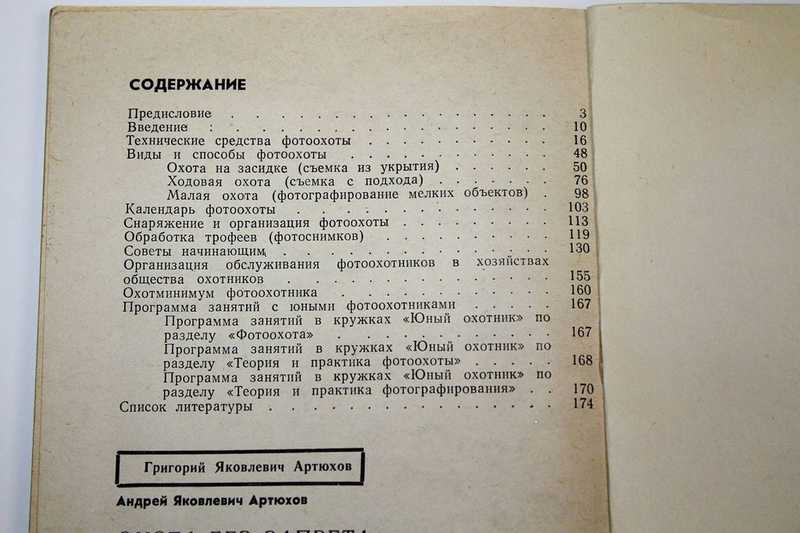 СОДЕРЖАНИЕ
Предисловие . . . . . . . . . . . . . . . . . . 3
Введение : . . . . . . . . . . . . . . . . . . 10
Технические средства фотоохоты . . . . . . . . . . 16
Виды и способы фотоохоты . . . . . . . . . . . 48
Охота на засидке (съемка из укрытия) . . . . . . 50
Ходовая охота (съемка с подхода) . . . . . . . 76
Малая охота (фотографирование мелких объектов) . 98
Календарь фотоохоты . . . . . . . . . . . . . . 103
Снаряжение и организация фотоохоты . . . . . . . . 113
Обработка трофеев (фотоснимков) . . . . . . . . . 119
Советы начинающим . . . . . . . . . . . . . . . 130
Организация обслуживания фотоохотников в хозяйствах
общества охотников . . . . . . . . . . . . . . 155
Охотминимум фотоохотника . . . . . . . . . . . 160
Программа занятий с юными фотоохотниками . . . . . 167
Программа занятий в кружках «Юный охотник» по
разделу «Фотоохота» . . . . . . . . . . . . 167
Программа занятий в кружках «Юный охотник» по
разделу «Теория и практика фотоохоты» . . . . . 168
Программа занятий в кружках «Юный охотник» по
разделу «Теория и практика фотографирования» . . 170
Список литературы . . . . . . . . . . . . . . . 174
Григорий Яковлевич Артюхов
Андрей Яковлевич Артюхов